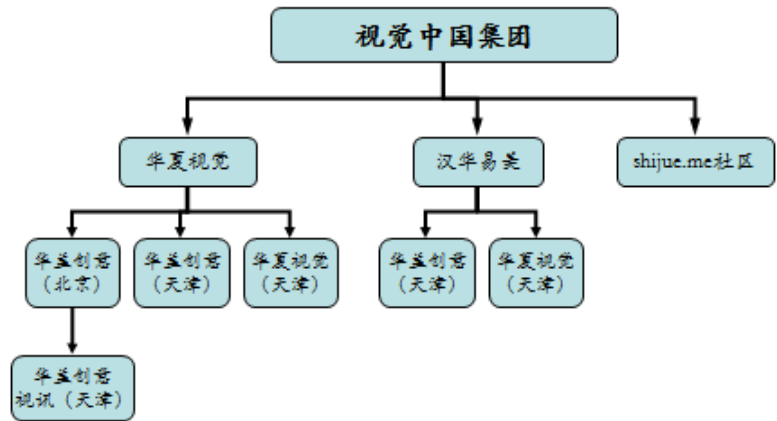 视觉中国集团
华夏视觉
汉华易美
shijue.me社区
华盖创意
（北京）
华盖创意
（天津）
华夏视觉
（天津）
华盖创意
（天津）
华夏视觉
（天津）
华盖创意
视讯（天津）